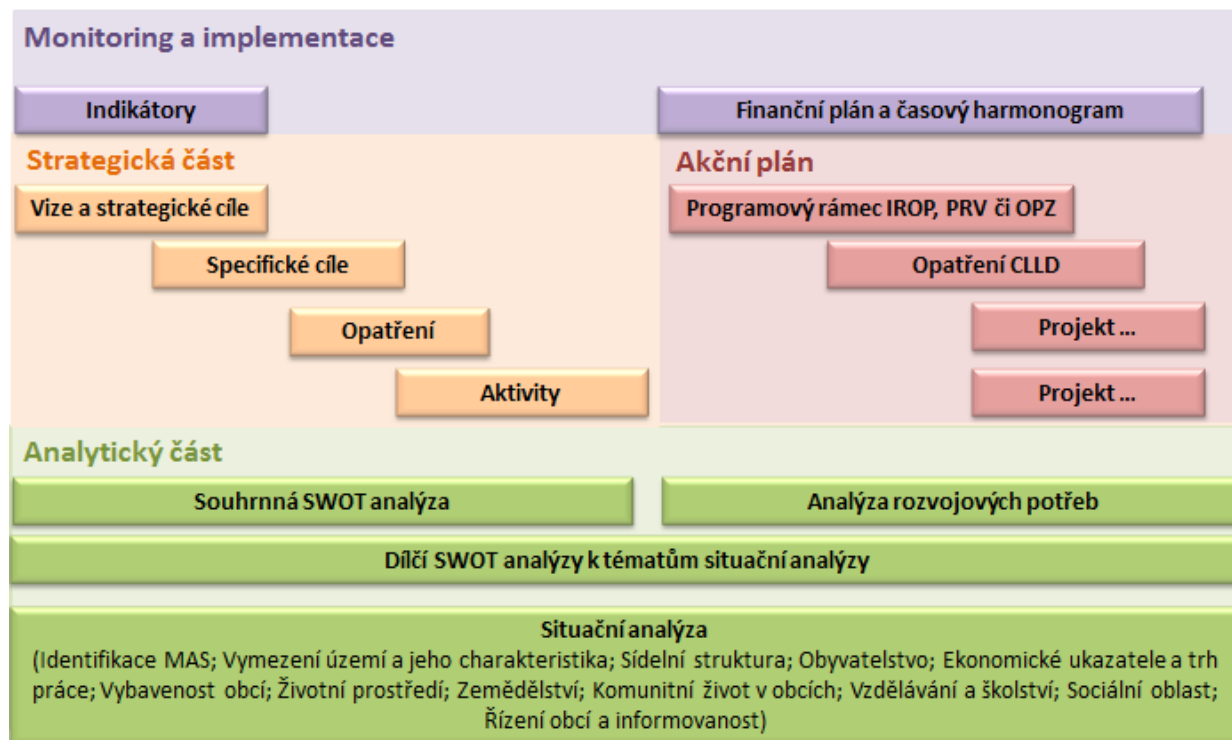 Monitoring a implementace
Indikátory
Finanční plán a časový harmonogram
Strategická část
Akční plán
Vize a strategické cíle
Programový rámec IROP, PRV či OPZ
Specifické cíle
Opatření CLLD
Opatření
Projekt ...
Aktivity
Projekt ...
Analytický část
Souhrnná SWOT analýza
Analýza rozvojových potřeb
Dílčí SWOT analýzy k tématům situační analýzy
Situační analýza
(Identifikace MAS; Vymezení území a jeho charakteristika; Sídelní struktura; Obyvatelstvo; Ekonomické ukazatele a trh
práce; Vybavenost obcí; Životní prostředí; Zemědělství; Komunitní život v obcích; Vzdělávání a školství; Sociální oblast;
Řízení obcí a informovanost)